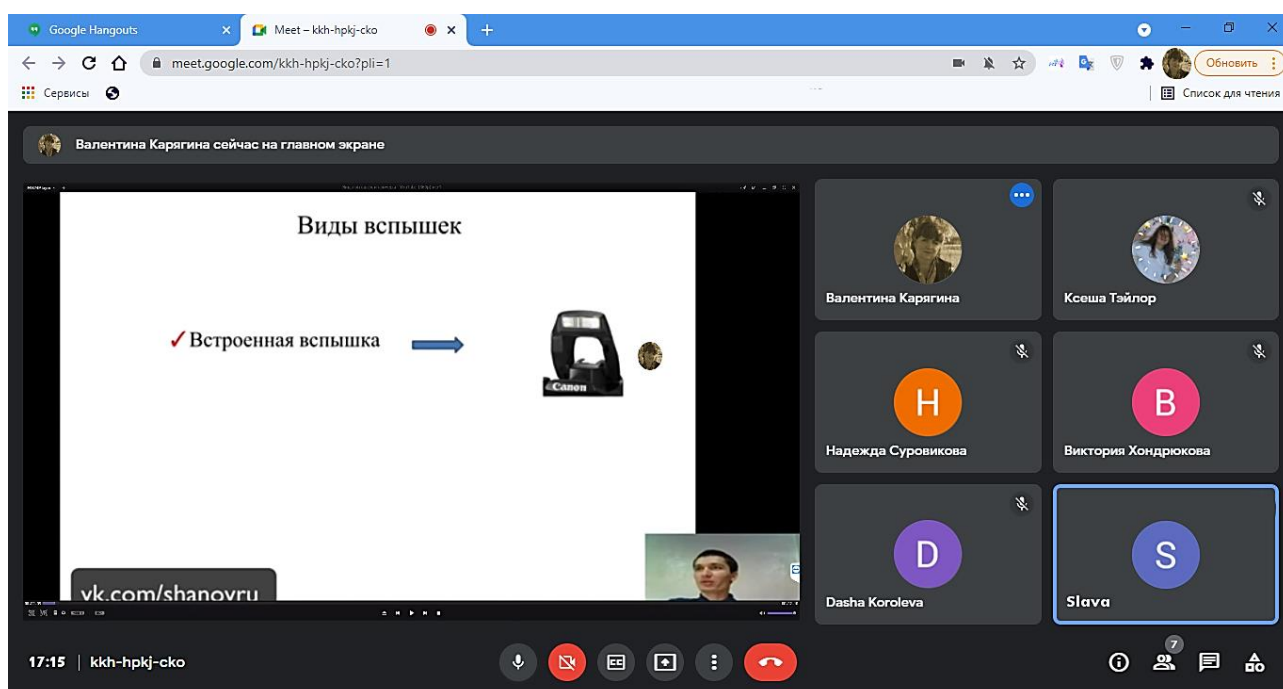 Google Hangouts
Meet – kkh-hpkj-cko
meet.google.com/kkh-hpkj-cko?pli=1
Обновить
Сервисы
Список для чтения
Валентина Карягина сейчас на главном экране
Виды вспышек
✓Встроенная вспышка
Canon
vk.com/shanovru
Валентина Карягина
Ксеша Тэйлор
Н
Надежда Суровикова
В
Виктория Хондрюкова
D
Dasha Koroleva
S
Slava
17:15 | kkh-hpkj-cko
CC
7